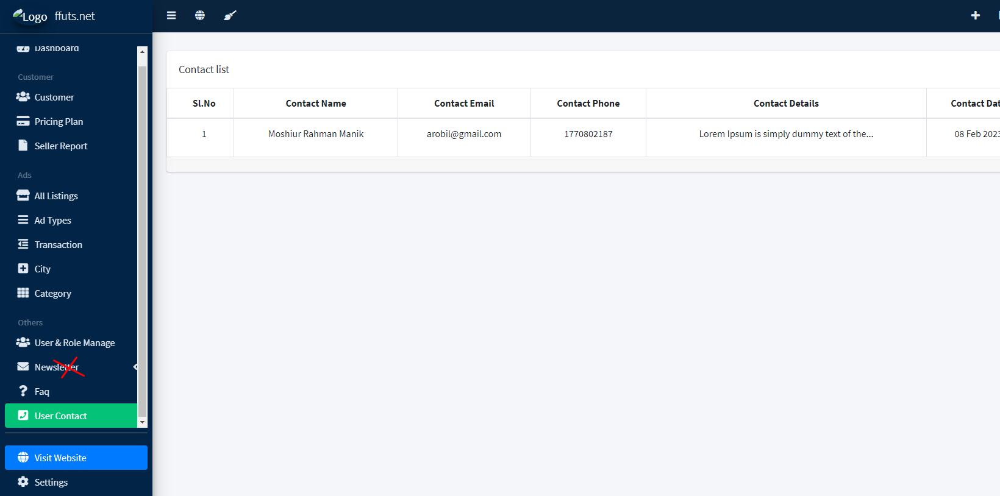 Logo ffuts.net
Dashboard
Customer
Customer
Pricing Plan
Seller Report
Ads
All Listings
Ad Types
Transaction
City
Category
Others
User & Role Manage
Newsletter
Faq
User Contact
Visit Website
Settings
Contact list
Sl.No Contact Name Contact Email Contact Phone Contact Details Contact Dat
1 Moshiur Rahman Manik arobil@gmail.com 1770802187 Lorem Ipsum is simply dummy text of the... 08 Feb 2023